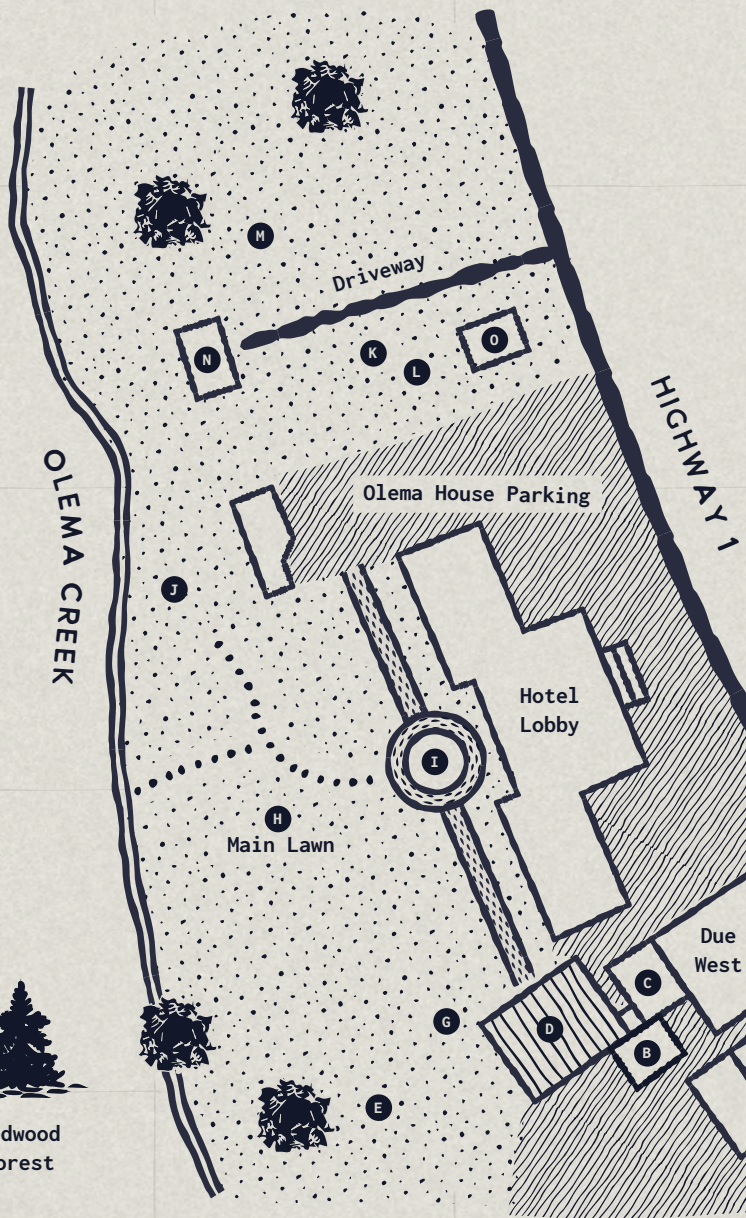 M
Driveway
N
K
L
O
HIGHWAY 1
OLEMA CREEK
Olema House Parking
J
Hotel
Lobby
I
H
Main Lawn
Due
West
C
G
D
B
E
dwood
orest